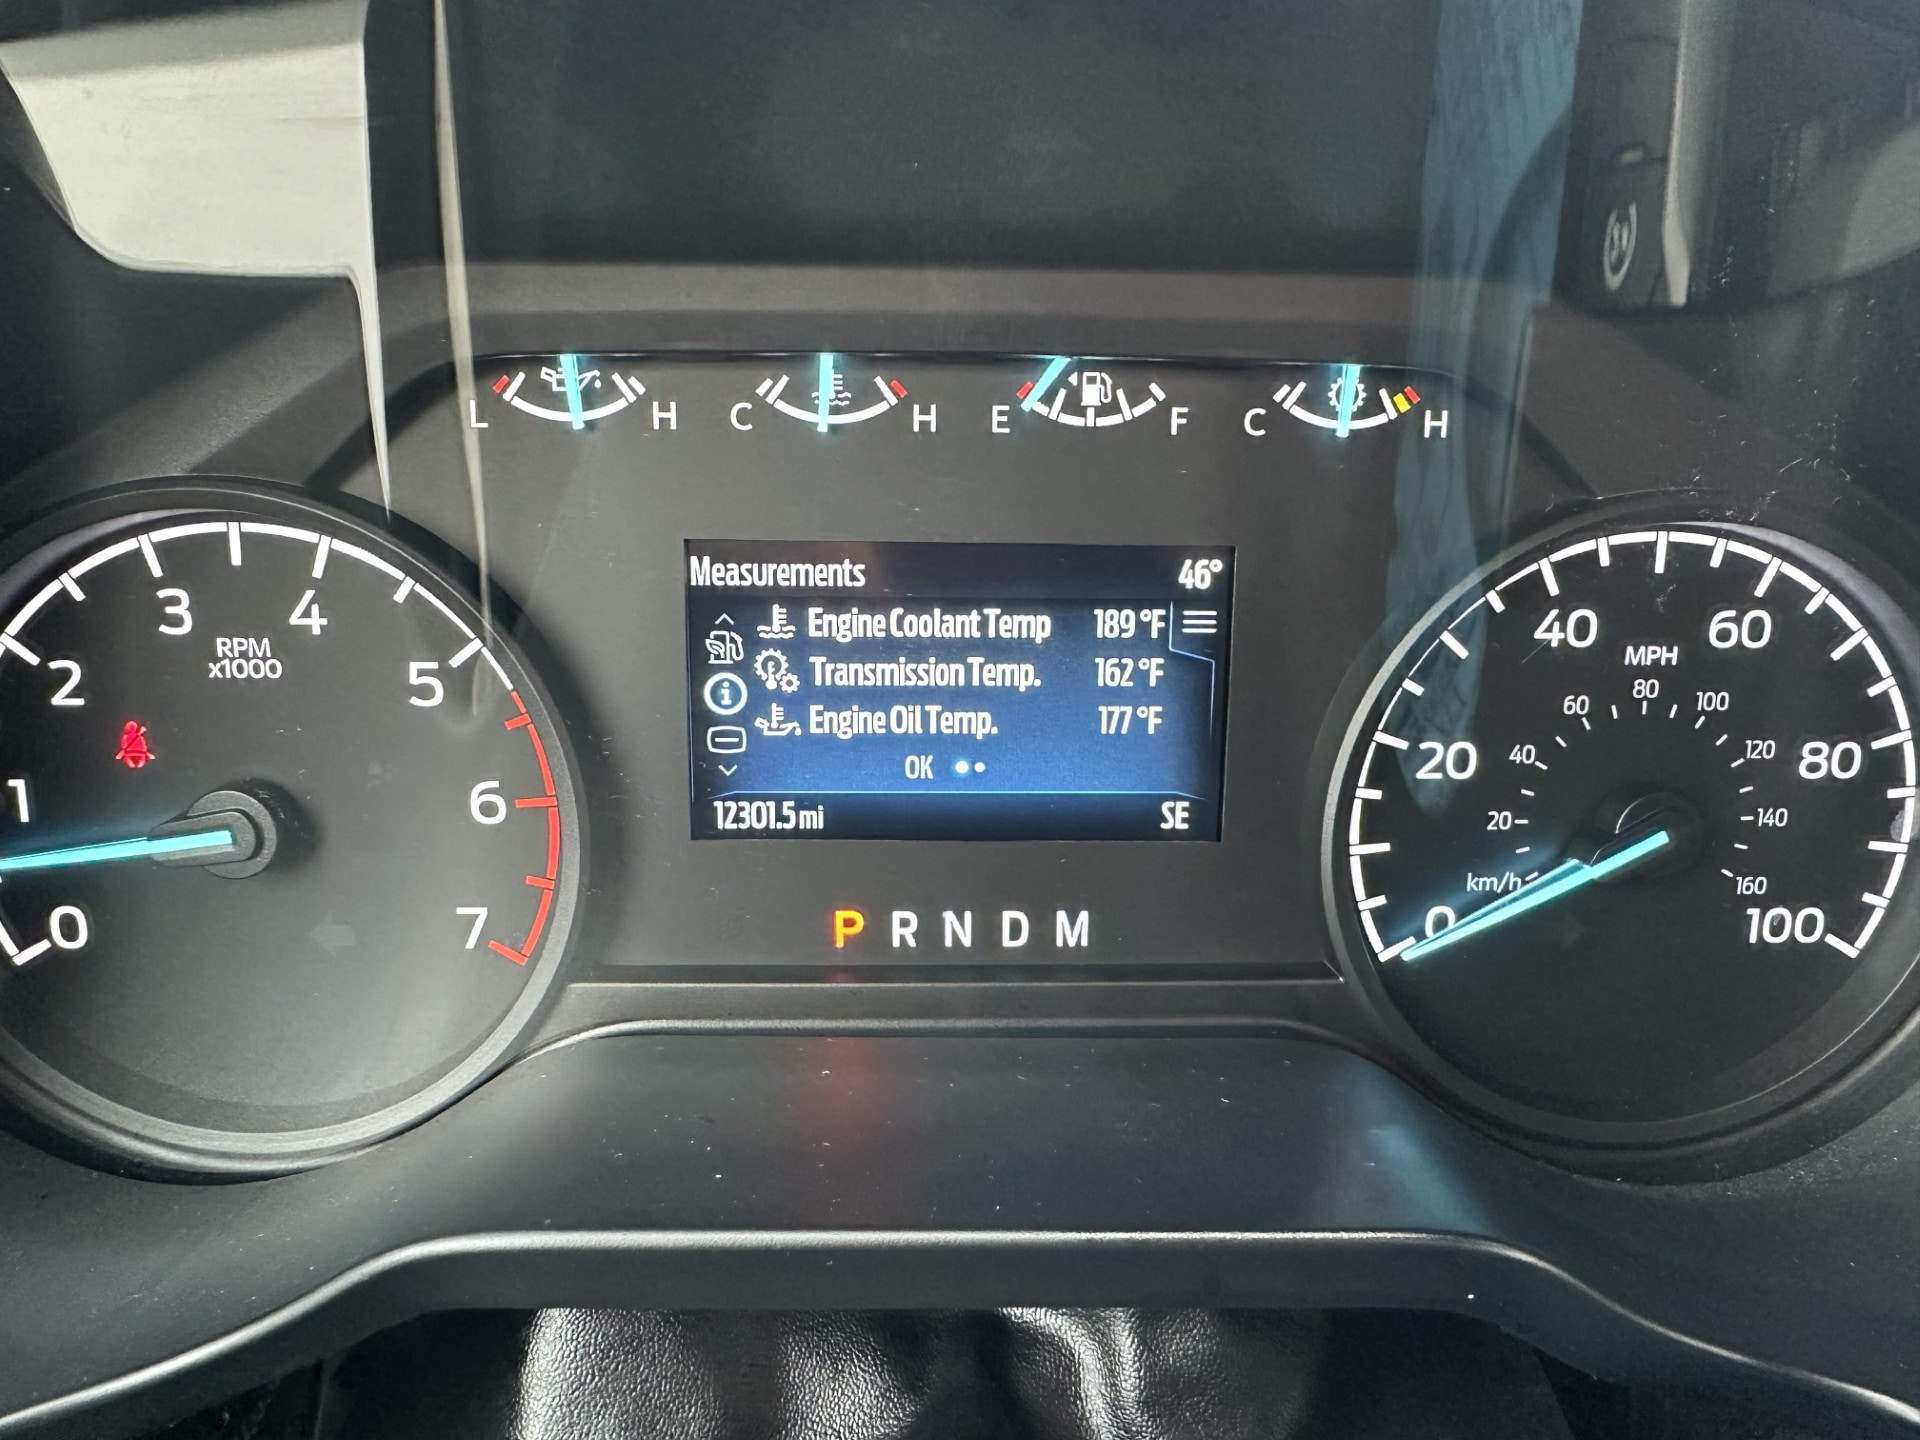 L H C H E F C H
Measurements 46°
Engine Coolant Temp 189 °F
Transmission Temp. 162 °F
Engine Oil Temp. 177 °F
OK
12301.5 mi SE
P R N D M
0 1 2 3 4 5 6 7
RPM
x1000
0 20 40 60 80 100
MPH
km/h 20 40 60 80 100 120 140 160